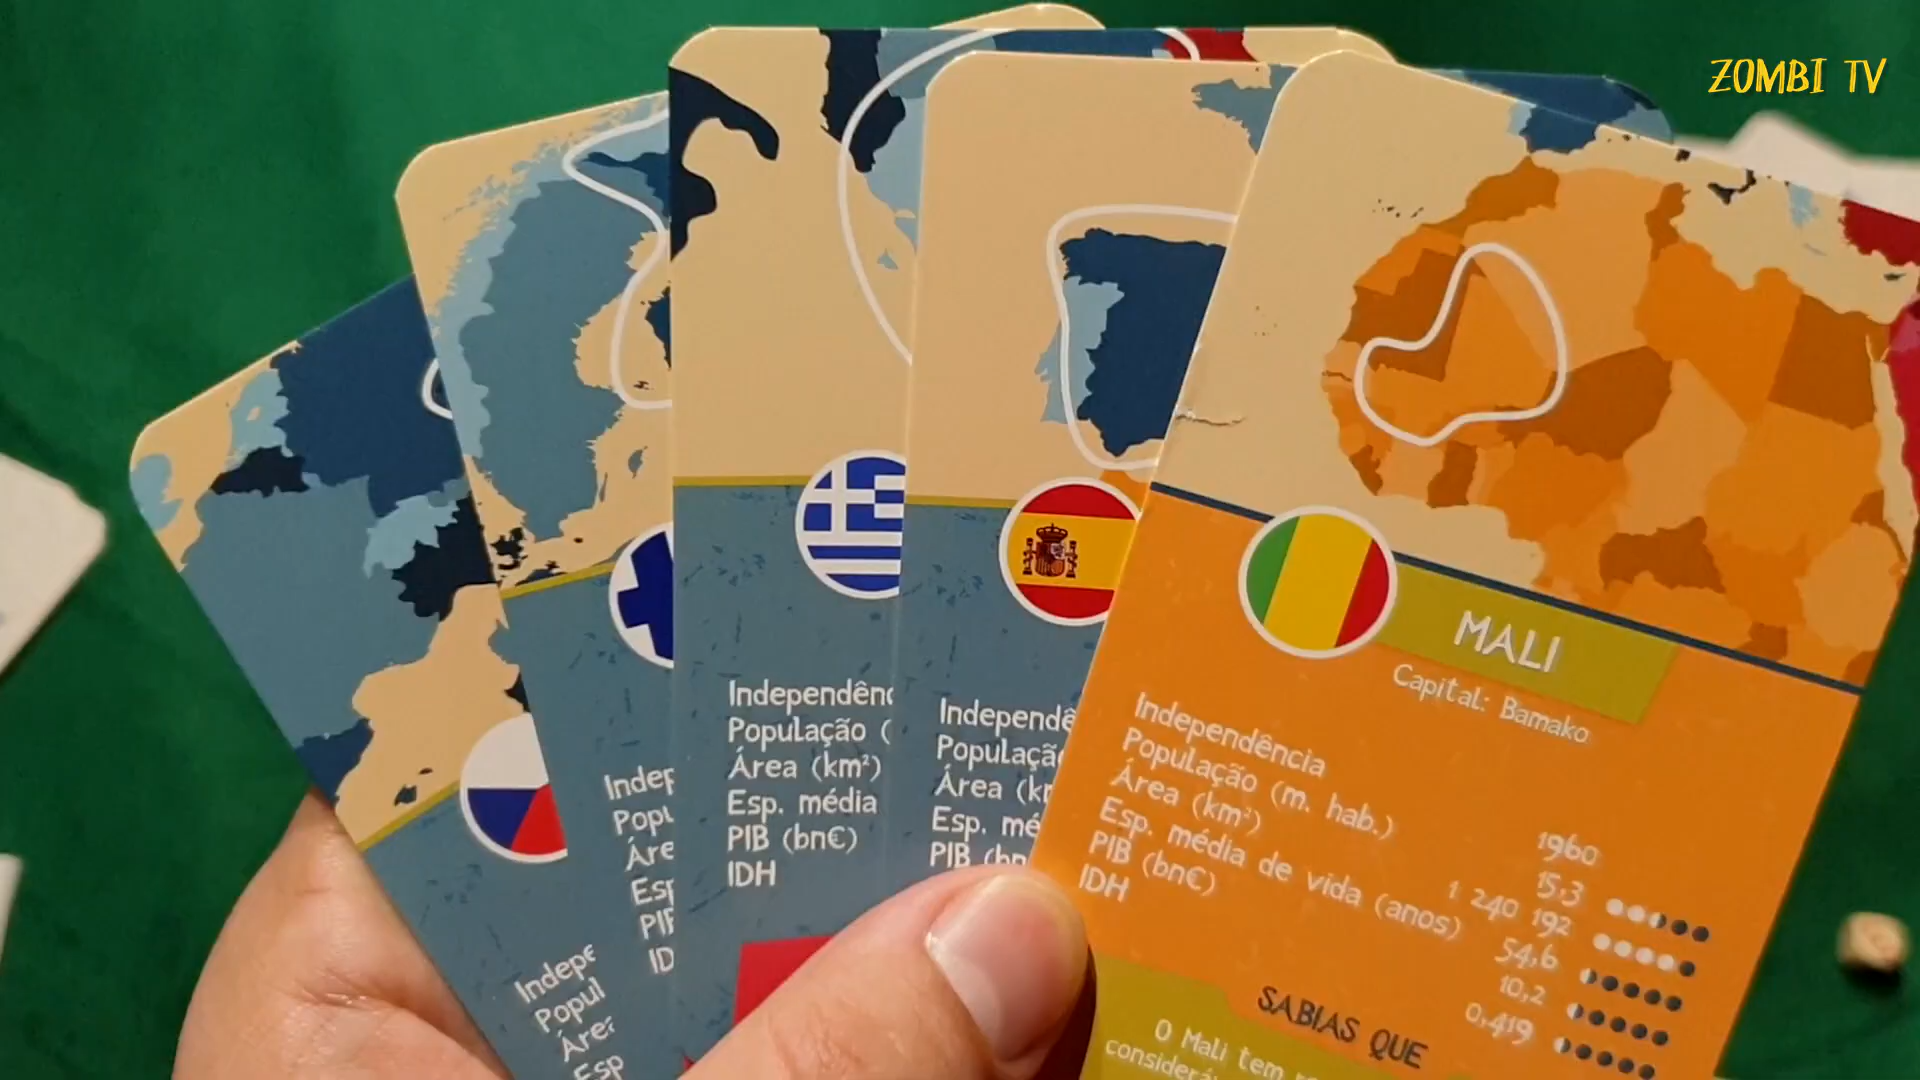 ZOMBI TV
MALI
Capital: Bamako
Independência 1960
População (m. hab.) 15,3
Área (km²) 1 240 192
Esp. média de vida (anos) 54,6
PIB (bn€) 10,2
IDH 0,419
SABIAS QUE
O Mali tem
Independê
Populaçã
Área
Esp. mé
PIB (bn
Independênc
População (
Área (km²)
Esp. média
PIB (bn€)
IDH
Indep
Popul
Áre
Esp
PIB
ID
Indepe
Popul
Área
Esp